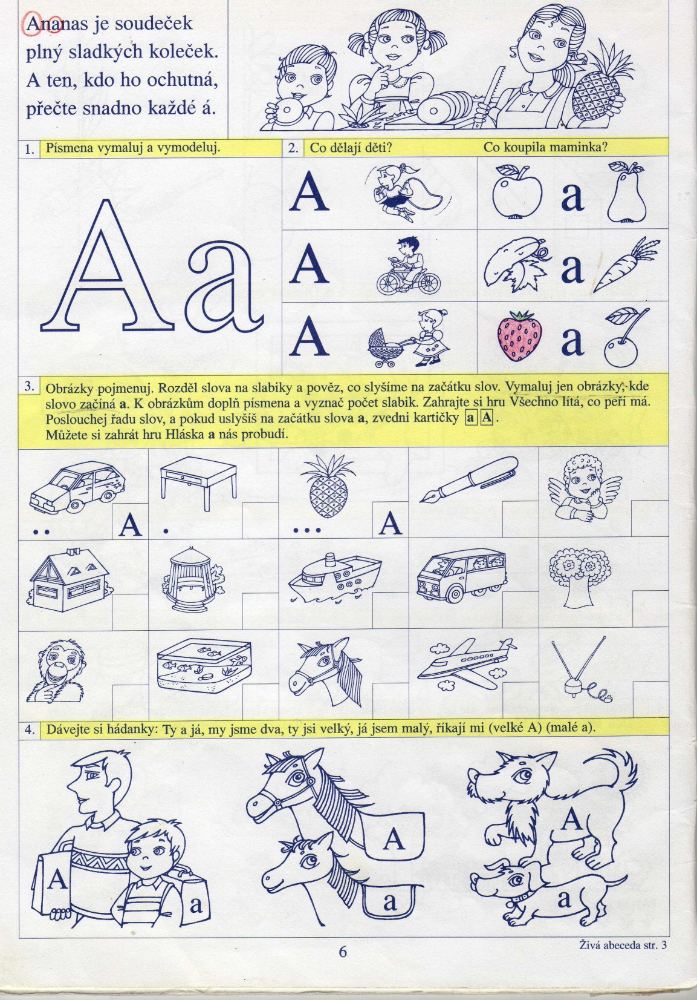 Ananas je soudeček
plný sladkých koleček.
A ten, kdo ho ochutná,
přečte snadno každé á.
1. Písmena vymaluj a vymodeluj.
Aa
2. Co dělají děti? Co koupila maminka?
A a
A a
A a
3. Obrázky pojmenuj. Rozděl slova na slabiky a pověz, co slyšíme na začátku slov. Vymaluj jen obrázky, kde
slovo začíná a. K obrázkům doplň písmena a vyznač počet slabik. Zahrajte si hru Všechno lítá, co peří má.
Poslouchej řadu slov, a pokud uslyšíš na začátku slova a, zvedni kartičky a A .
Můžete si zahrát hru Hláska a nás probudí.
A A
4. Dávejte si hádanky: Ty a já, my jsme dva, ty jsi velký, já jsem malý, říkají mi (velké A) (malé a).
A A A
a a a
6
Živá abeceda str. 3